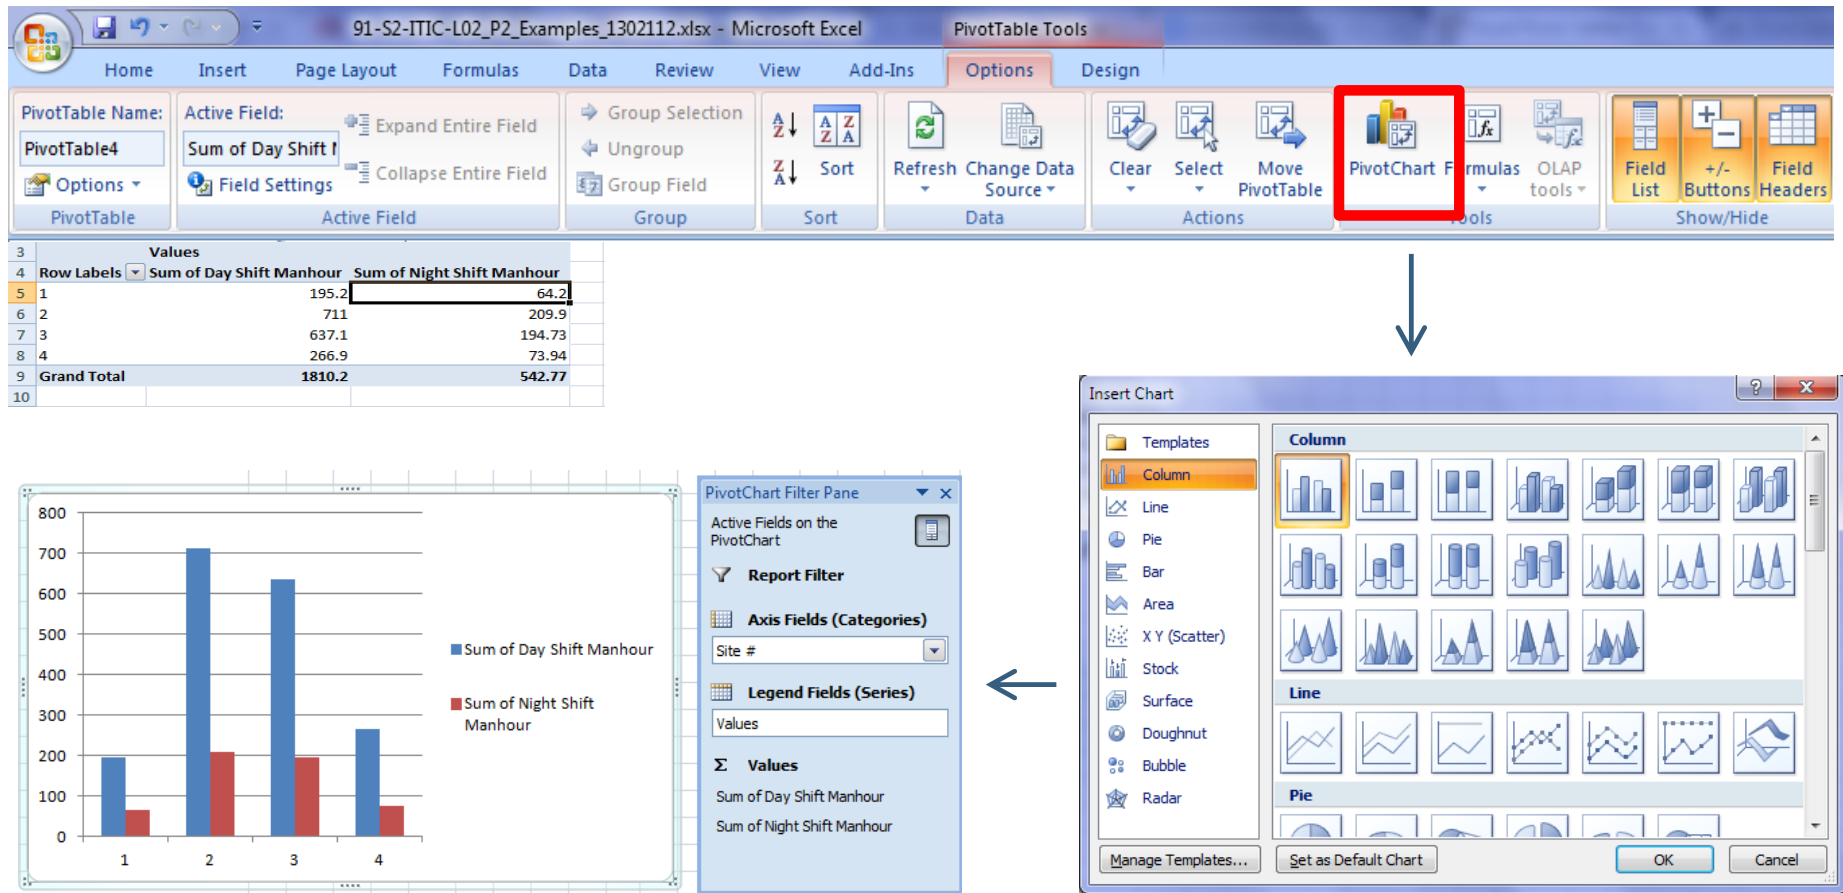 91-S2-ITIC-L02_P2_Examples_1302112.xlsx - Microsoft Excel
PivotTable Tools
Home Insert Page Layout Formulas Data Review View Add-Ins Options Design
PivotTable Name:
PivotTable4
Options
PivotTable
Active Field:
Sum of Day Shift
Field Settings
Expand Entire Field
Collapse Entire Field
Active Field
Group Selection
Ungroup
Group Field
Group
Sort
Sort
Refresh
Change Data
Source
Data
Clear
Select
Move
PivotTable
Actions
PivotChart
Formulas
OLAP
tools
Tools
Field
List
+/-
Buttons
Field
Headers
Show/Hide
3 Values
4 Row Labels Sum of Day Shift Manhour Sum of Night Shift Manhour
5 1 195.2 64.2
6 2 711 209.9
7 3 637.1 194.73
8 4 266.9 73.94
9 Grand Total 1810.2 542.77
10
Insert Chart
Templates
Column
Line
Pie
Bar
Area
X Y (Scatter)
Stock
Surface
Doughnut
Bubble
Radar
Column
Line
Pie
Manage Templates...
Set as Default Chart
OK
Cancel
800
700
600
500
400
300
200
100
0
1 2 3 4
Sum of Day Shift Manhour
Sum of Night Shift
Manhour
PivotChart Filter Pane
Active Fields on the
PivotChart
Report Filter
Axis Fields (Categories)
Site #
Legend Fields (Series)
Values
Σ Values
Sum of Day Shift Manhour
Sum of Night Shift Manhour